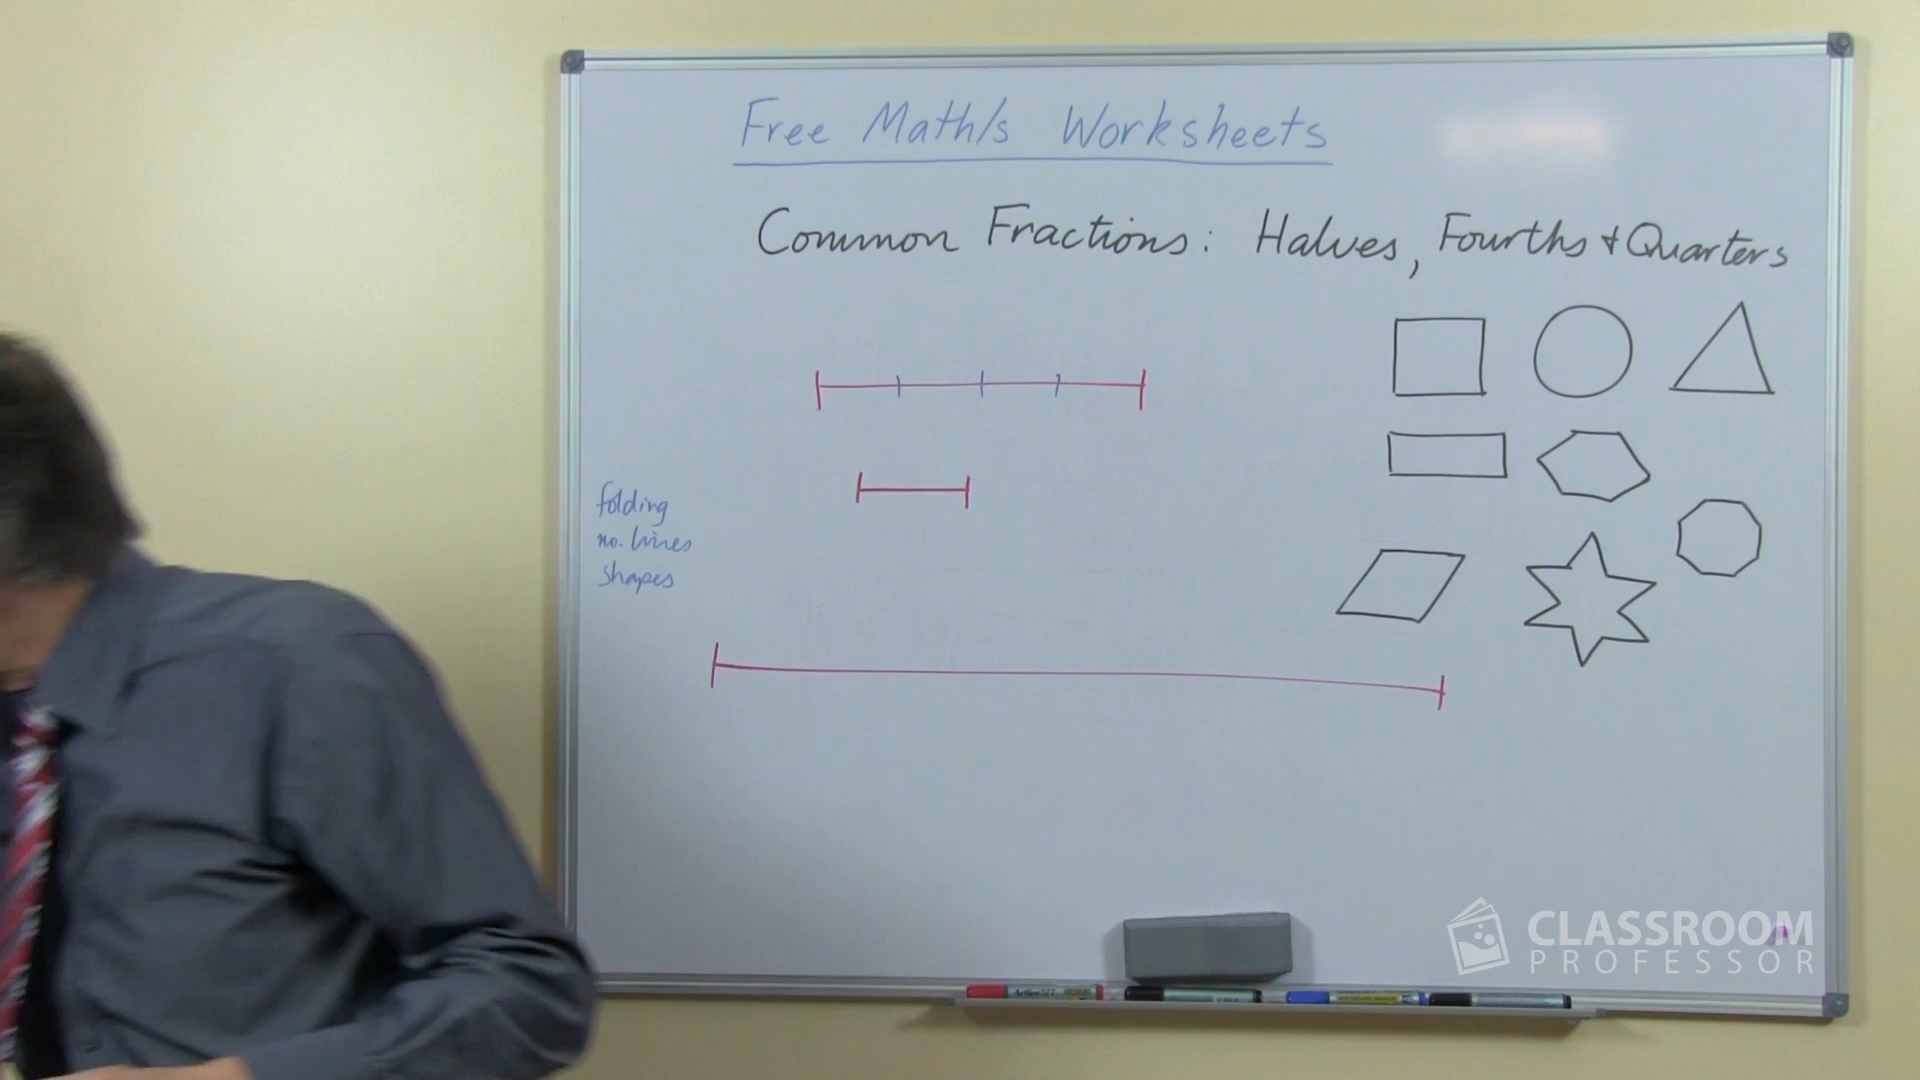 Free Math/s Worksheets
Common Fractions: Halves, Fourths & Quarters
folding
no. lines
shapes
CLASSROOM
PROFESSOR